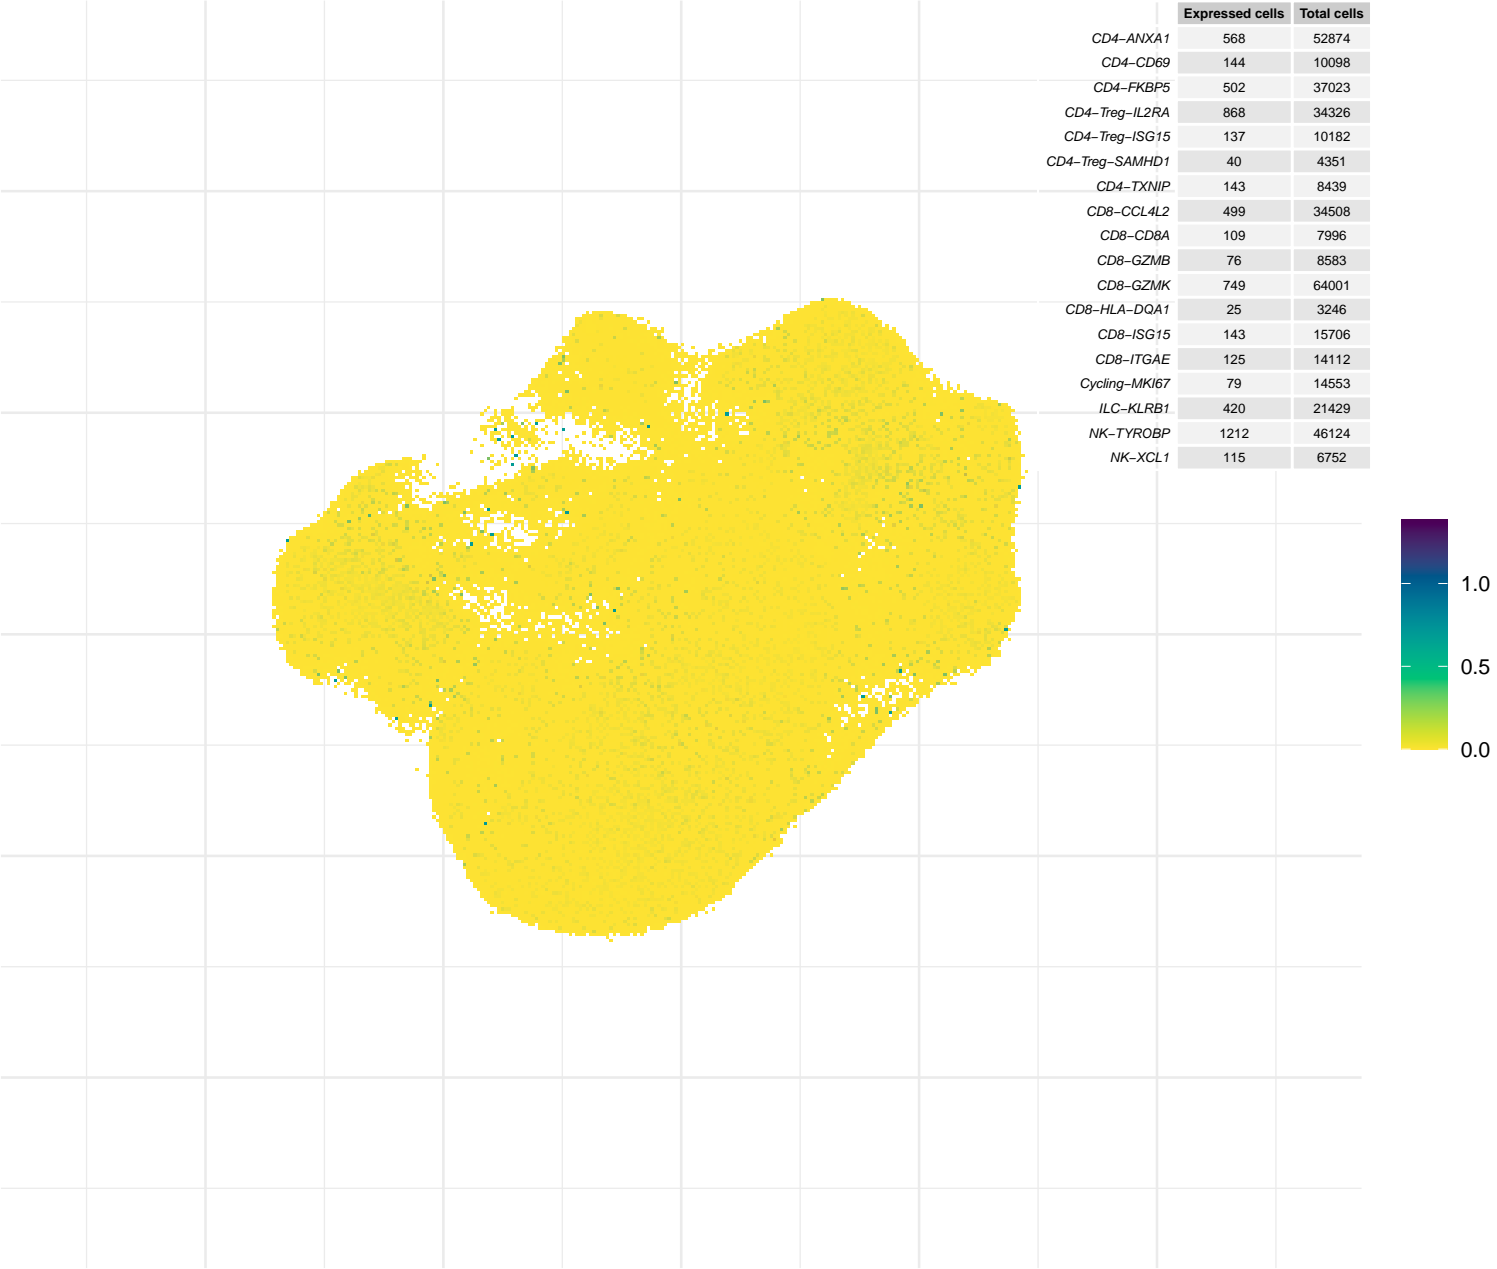 Expressed cells Total cells
CD4−ANXA1 568 52874
CD4−CD69 144 10098
CD4−FKBP5 502 37023
CD4−Treg−IL2RA 868 34326
CD4−Treg−ISG15 137 10182
CD4−Treg−SAMHD1 40 4351
CD4−TXNIP 143 8439
CD8−CCL4L2 499 34508
CD8−CD8A 109 7996
CD8−GZMB 76 8583
CD8−GZMK 749 64001
CD8−HLA−DQA1 25 3246
CD8−ISG15 143 15706
CD8−ITGAE 125 14112
Cycling−MKI67 79 14553
ILC−KLRB1 420 21429
NK−TYROBP 1212 46124
NK−XCL1 115 6752
1.0
0.5
0.0